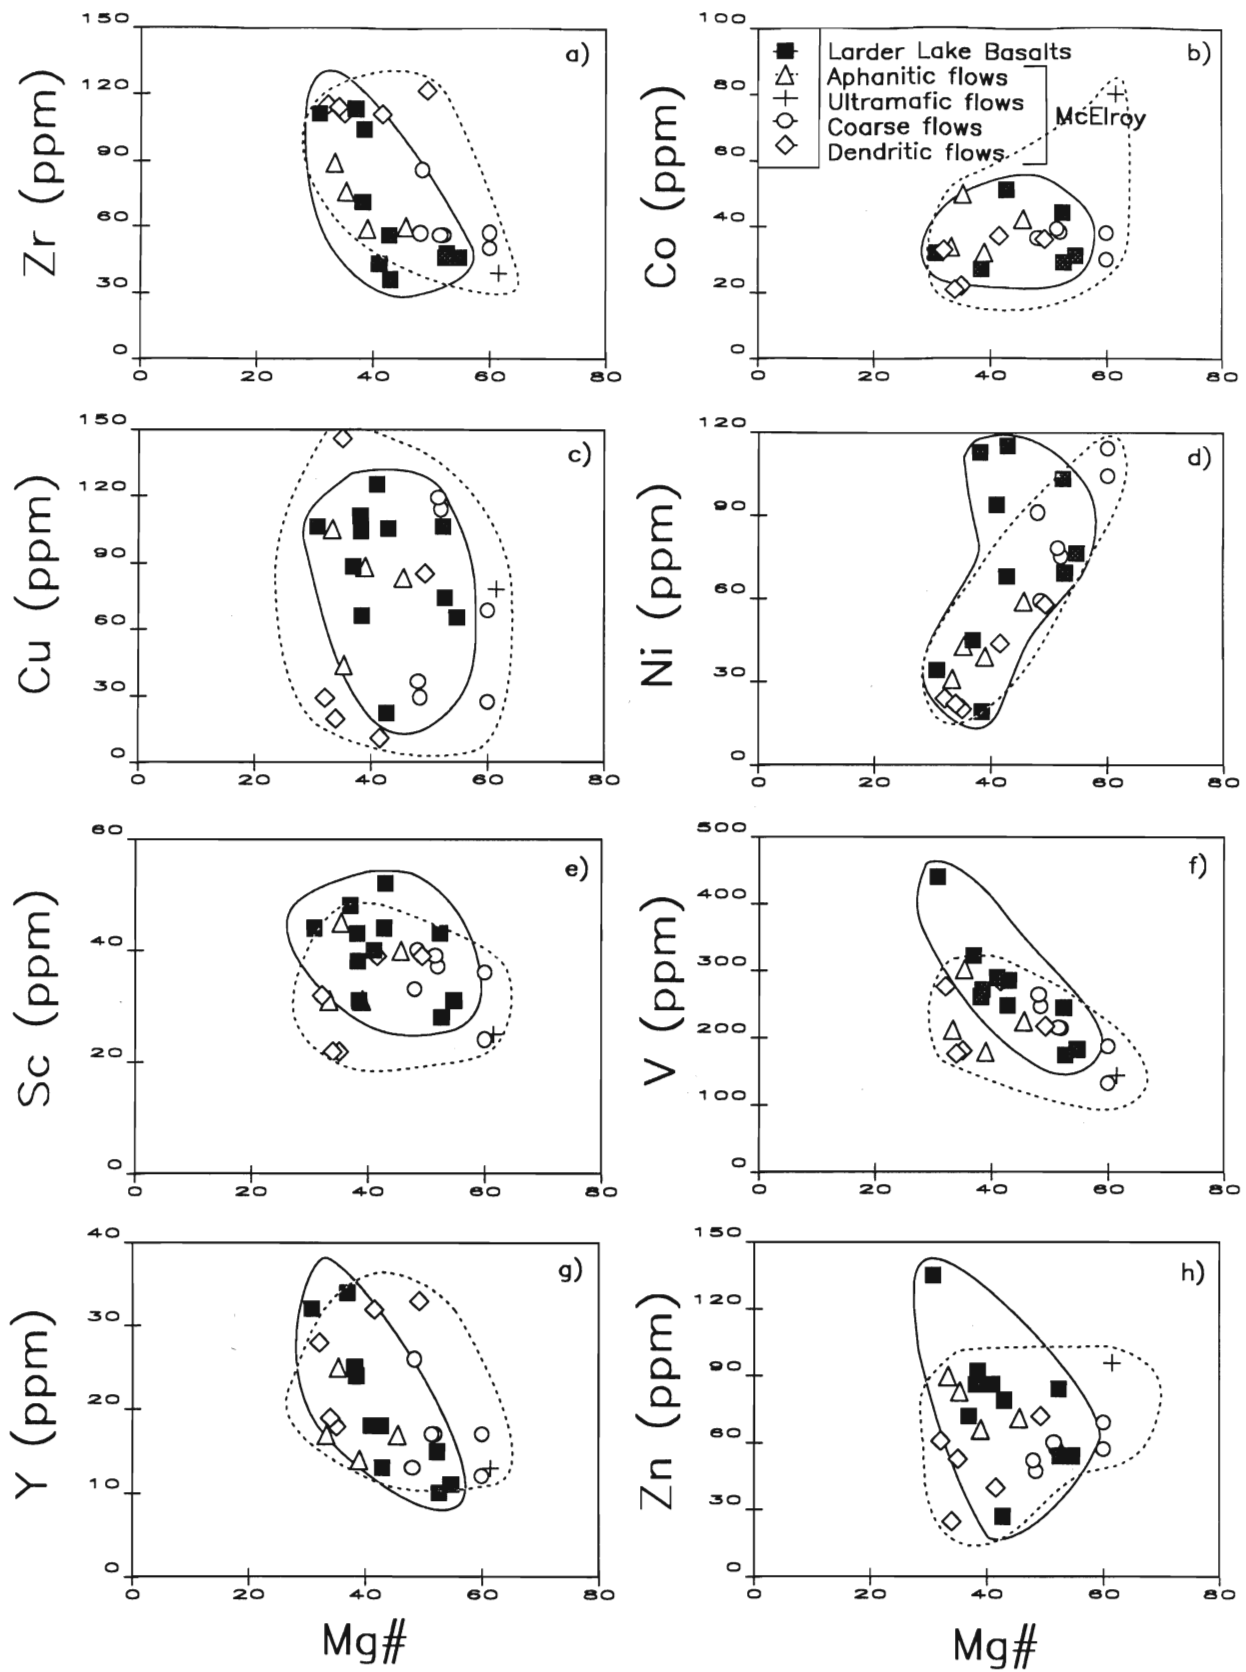 a)
Zr (ppm)
150
120
90
60
30
0
0 20 40 60 80
b)
Co (ppm)
100
80
60
40
20
0
0 20 40 60 80
Larder Lake Basalts
Aphanitic flows
Ultramafic flows
Coarse flows
Dendritic flows
McElroy
c)
Cu (ppm)
150
120
90
60
30
0
0 20 40 60 80
d)
Ni (ppm)
120
90
60
30
0
0 20 40 60 80
e)
Sc (ppm)
60
40
20
0
0 20 40 60 80
f)
V (ppm)
500
400
300
200
100
0
0 20 40 60 80
g)
Y (ppm)
40
30
20
10
0
0 20 40 60 80
Mg#
h)
Zn (ppm)
150
120
90
60
30
0
0 20 40 60 80
Mg#